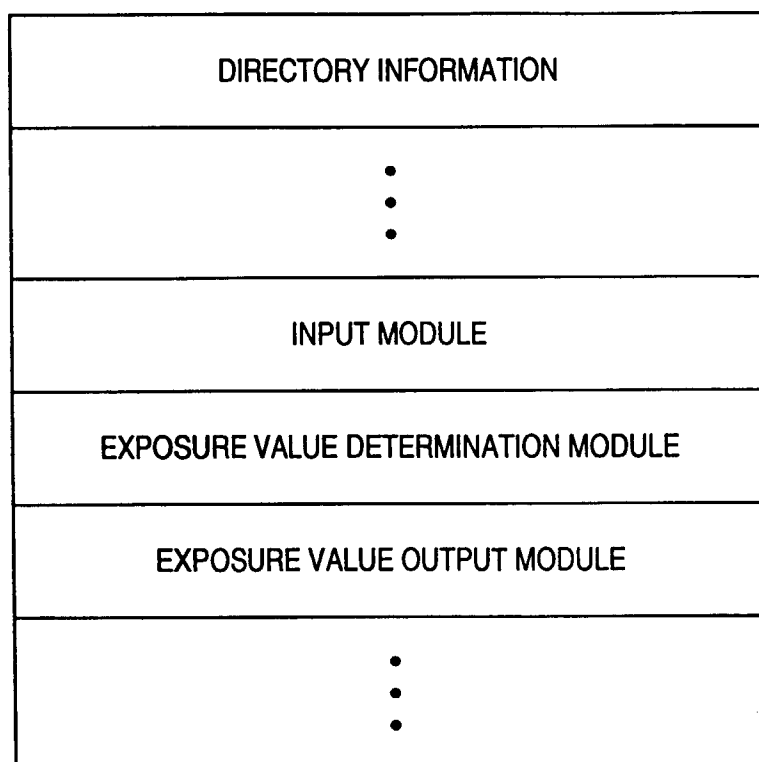 DIRECTORY INFORMATION
INPUT MODULE
EXPOSURE VALUE DETERMINATION MODULE
EXPOSURE VALUE OUTPUT MODULE